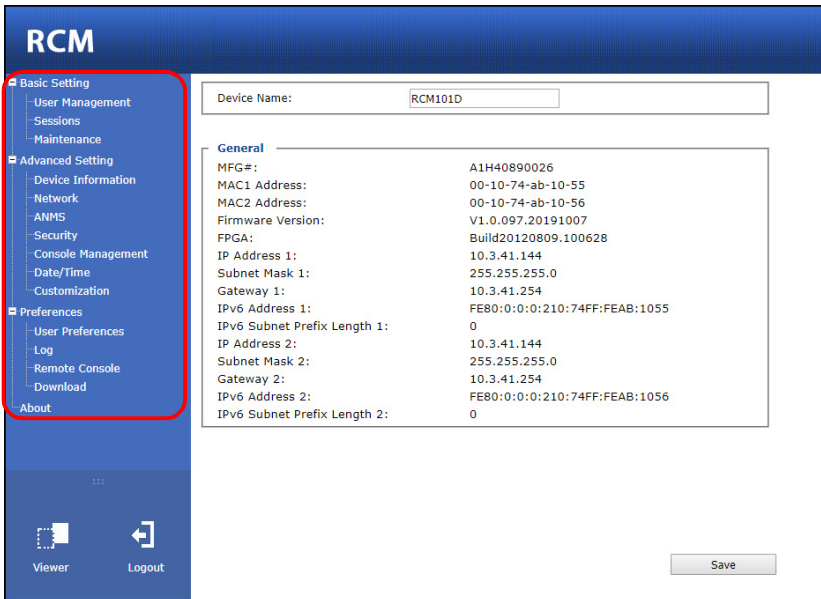 RCM
Basic Setting
User Management
Sessions
Maintenance
Advanced Setting
Device Information
Network
ANMS
Security
Console Management
Date/Time
Customization
Preferences
User Preferences
Log
Remote Console
Download
About
Viewer
Logout
Device Name: RCM101D
General
MFG#: A1H40890026
MAC1 Address: 00-10-74-ab-10-55
MAC2 Address: 00-10-74-ab-10-56
Firmware Version: V1.0.097.20191007
FPGA: Build20120809.100628
IP Address 1: 10.3.41.144
Subnet Mask 1: 255.255.255.0
Gateway 1: 10.3.41.254
IPv6 Address 1: FE80:0:0:0:210:74FF:FEAB:1055
IPv6 Subnet Prefix Length 1: 0
IP Address 2: 10.3.41.144
Subnet Mask 2: 255.255.255.0
Gateway 2: 10.3.41.254
IPv6 Address 2: FE80:0:0:0:210:74FF:FEAB:1056
IPv6 Subnet Prefix Length 2: 0
Save